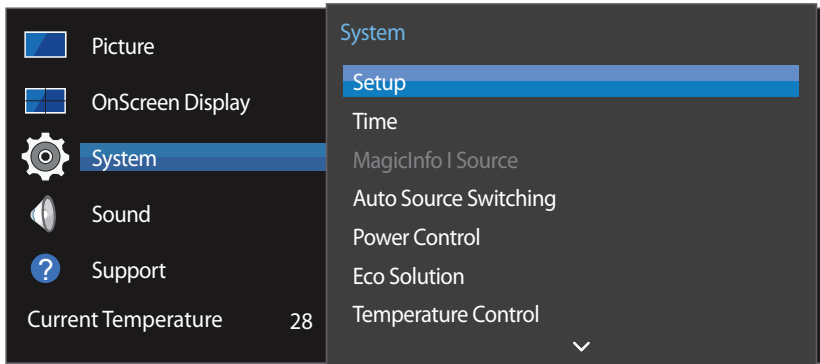 Picture
OnScreen Display
System
Sound
?
Support
Current Temperature 28
System
Setup
Time
MagicInfo I Source
Auto Source Switching
Power Control
Eco Solution
Temperature Control